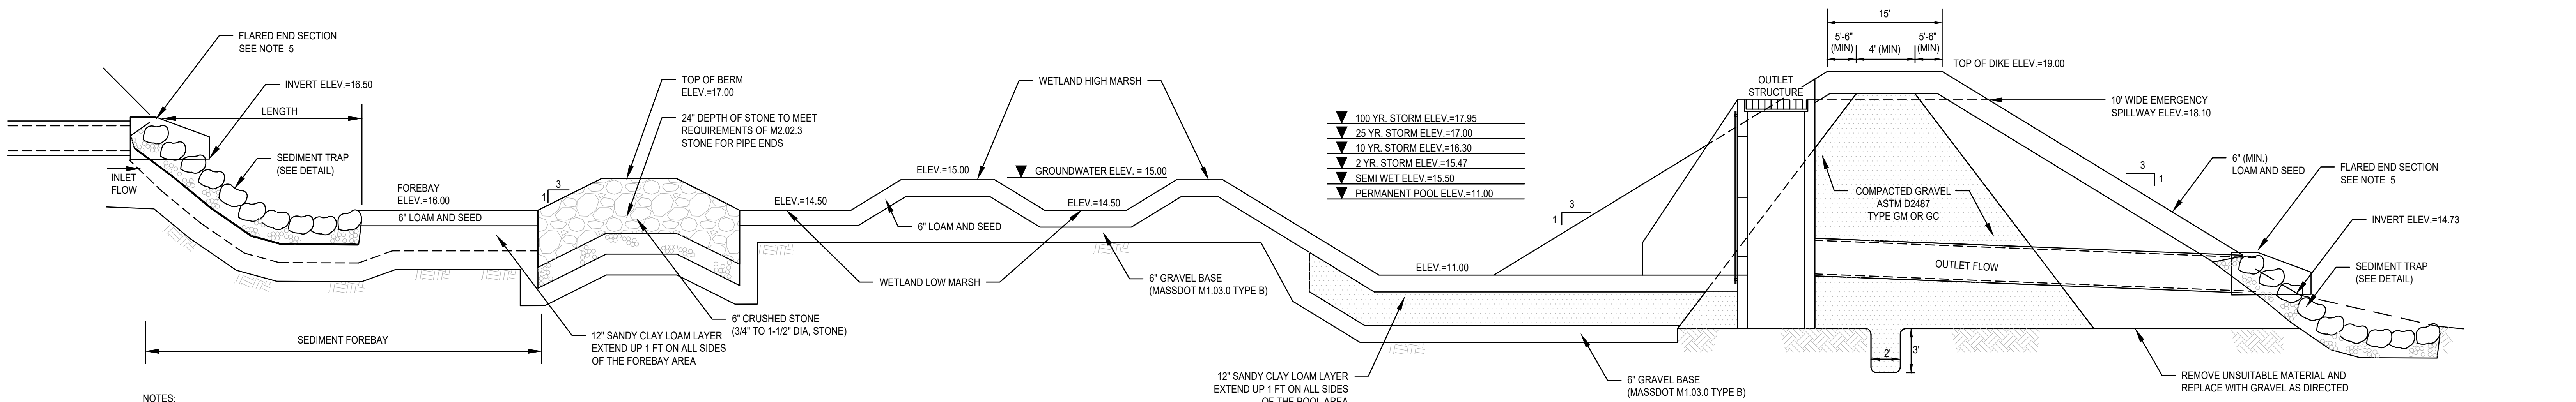 FLARED END SECTION
SEE NOTE 5
INVERT ELEV.=16.50
LENGTH
SEDIMENT TRAP
(SEE DETAIL)
INLET
FLOW
FOREBAY
ELEV.=16.00
6" LOAM AND SEED
SEDIMENT FOREBAY
NOTES:
3
1
TOP OF BERM
ELEV.=17.00
24" DEPTH OF STONE TO MEET
REQUIREMENTS OF M2.02.3
STONE FOR PIPE ENDS
12" SANDY CLAY LOAM LAYER
EXTEND UP 1 FT ON ALL SIDES
OF THE FOREBAY AREA
6" CRUSHED STONE
(3/4" TO 1-1/2" DIA, STONE)
ELEV.=14.50
WETLAND HIGH MARSH
ELEV.=15.00
GROUNDWATER ELEV. = 15.00
ELEV.=14.50
6" LOAM AND SEED
WETLAND LOW MARSH
6" GRAVEL BASE
(MASSDOT M1.03.0 TYPE B)
100 YR. STORM ELEV.=17.95
25 YR. STORM ELEV.=17.00
10 YR. STORM ELEV.=16.30
2 YR. STORM ELEV.=15.47
SEMI WET ELEV.=15.50
PERMANENT POOL ELEV.=11.00
ELEV.=11.00
3
1
12" SANDY CLAY LOAM LAYER
EXTEND UP 1 FT ON ALL SIDES
OF THE POOL AREA
6" GRAVEL BASE
(MASSDOT M1.03.0 TYPE B)
OUTLET
STRUCTURE
15'
5'-6"
(MIN)
4' (MIN)
5'-6"
(MIN)
TOP OF DIKE ELEV.=19.00
10' WIDE EMERGENCY
SPILLWAY ELEV=18.10
COMPACTED GRAVEL
ASTM D2487
TYPE GM OR GC
OUTLET FLOW
2'
3'
3
1
6" (MIN.)
LOAM AND SEED
FLARED END SECTION
SEE NOTE 5
INVERT ELEV.=14.73
SEDIMENT TRAP
(SEE DETAIL)
REMOVE UNSUITABLE MATERIAL AND
REPLACE WITH GRAVEL AS DIRECTED